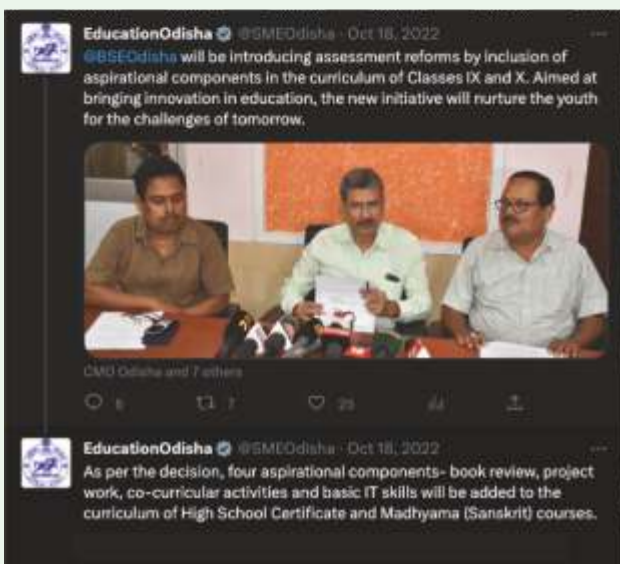 EducationOdisha @SMEOdisha · Oct 18, 2022
@BSEOdisha will be introducing assessment reforms by inclusion of
aspirational components in the curriculum of Classes IX and X. Aimed at
bringing innovation in education, the new initiative will nurture the youth
for the challenges of tomorrow.
CMO Odisha and 7 others
6 7 25
EducationOdisha @SMEOdisha · Oct 18, 2022
As per the decision, four aspirational components- book review, project
work, co-curricular activities and basic IT skills will be added to the
curriculum of High School Certificate and Madhyama (Sanskrit) courses.